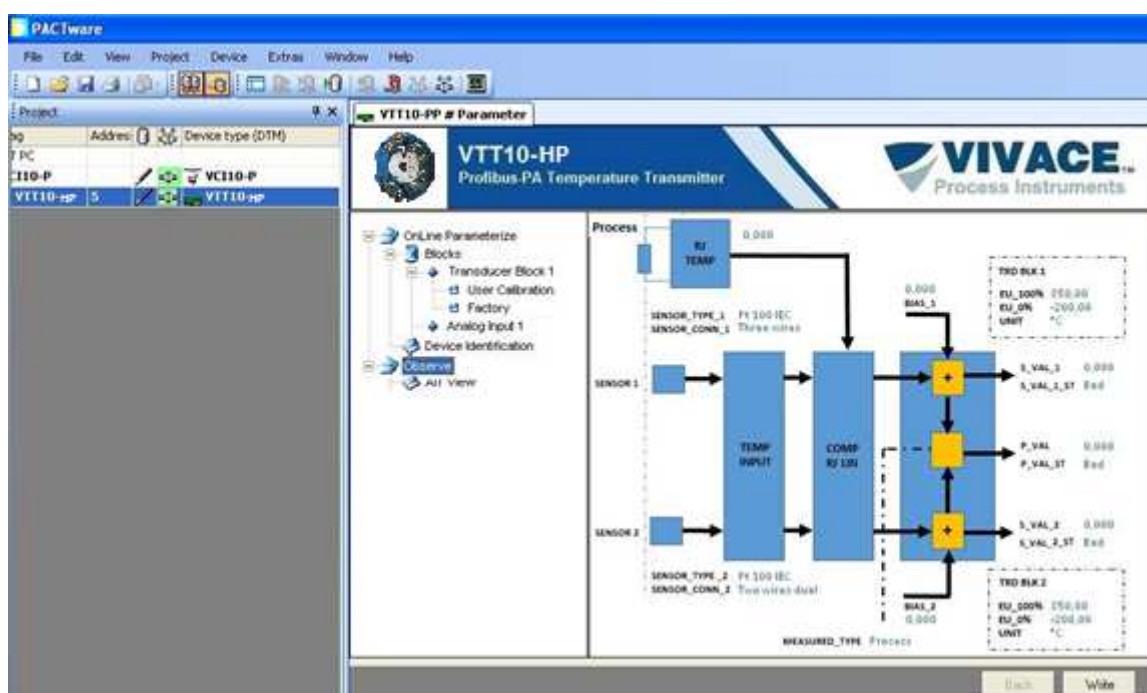 PACTware
File Edit View Project Device Extras Window Help
Project
Address Device type (DTM)
PC
CI10-P VCI10-P
VTT10-HP 5 VTT10-HP
VTT10-PP # Parameter
VTT10-HP
Profibus-PA Temperature Transmitter
VIVACE
Process Instruments
OnLine Parameterize
Blocks
Transducer Block 1
User Calibration
Factory
Analog Input 1
Device Identification
Observe
All View
Process
RJ
TEMP
0,000
SENSOR_TYPE_1 Pt 100 IEC
SENSOR_CONN_1 Three wires
0,000
BIAS_1
TRD BLK 1
EU_100% 850,00
EU_0% -200,00
UNIT °C
SENSOR 1
TEMP
INPUT
COMP
RJ LIN
+
S_VAL_1 0,000
S_VAL_1_ST Bad
P_VAL 0,000
P_VAL_ST Bad
SENSOR 2
+
S_VAL_2 0,000
S_VAL_2_ST Bad
SENSOR_TYPE_2 Pt 100 IEC
SENSOR_CONN_2 Two wires dual
BIAS_2
0,000
TRD BLK 2
EU_100% 850,00
EU_0% -200,00
UNIT °C
MEASURED_TYPE Process
Back Write